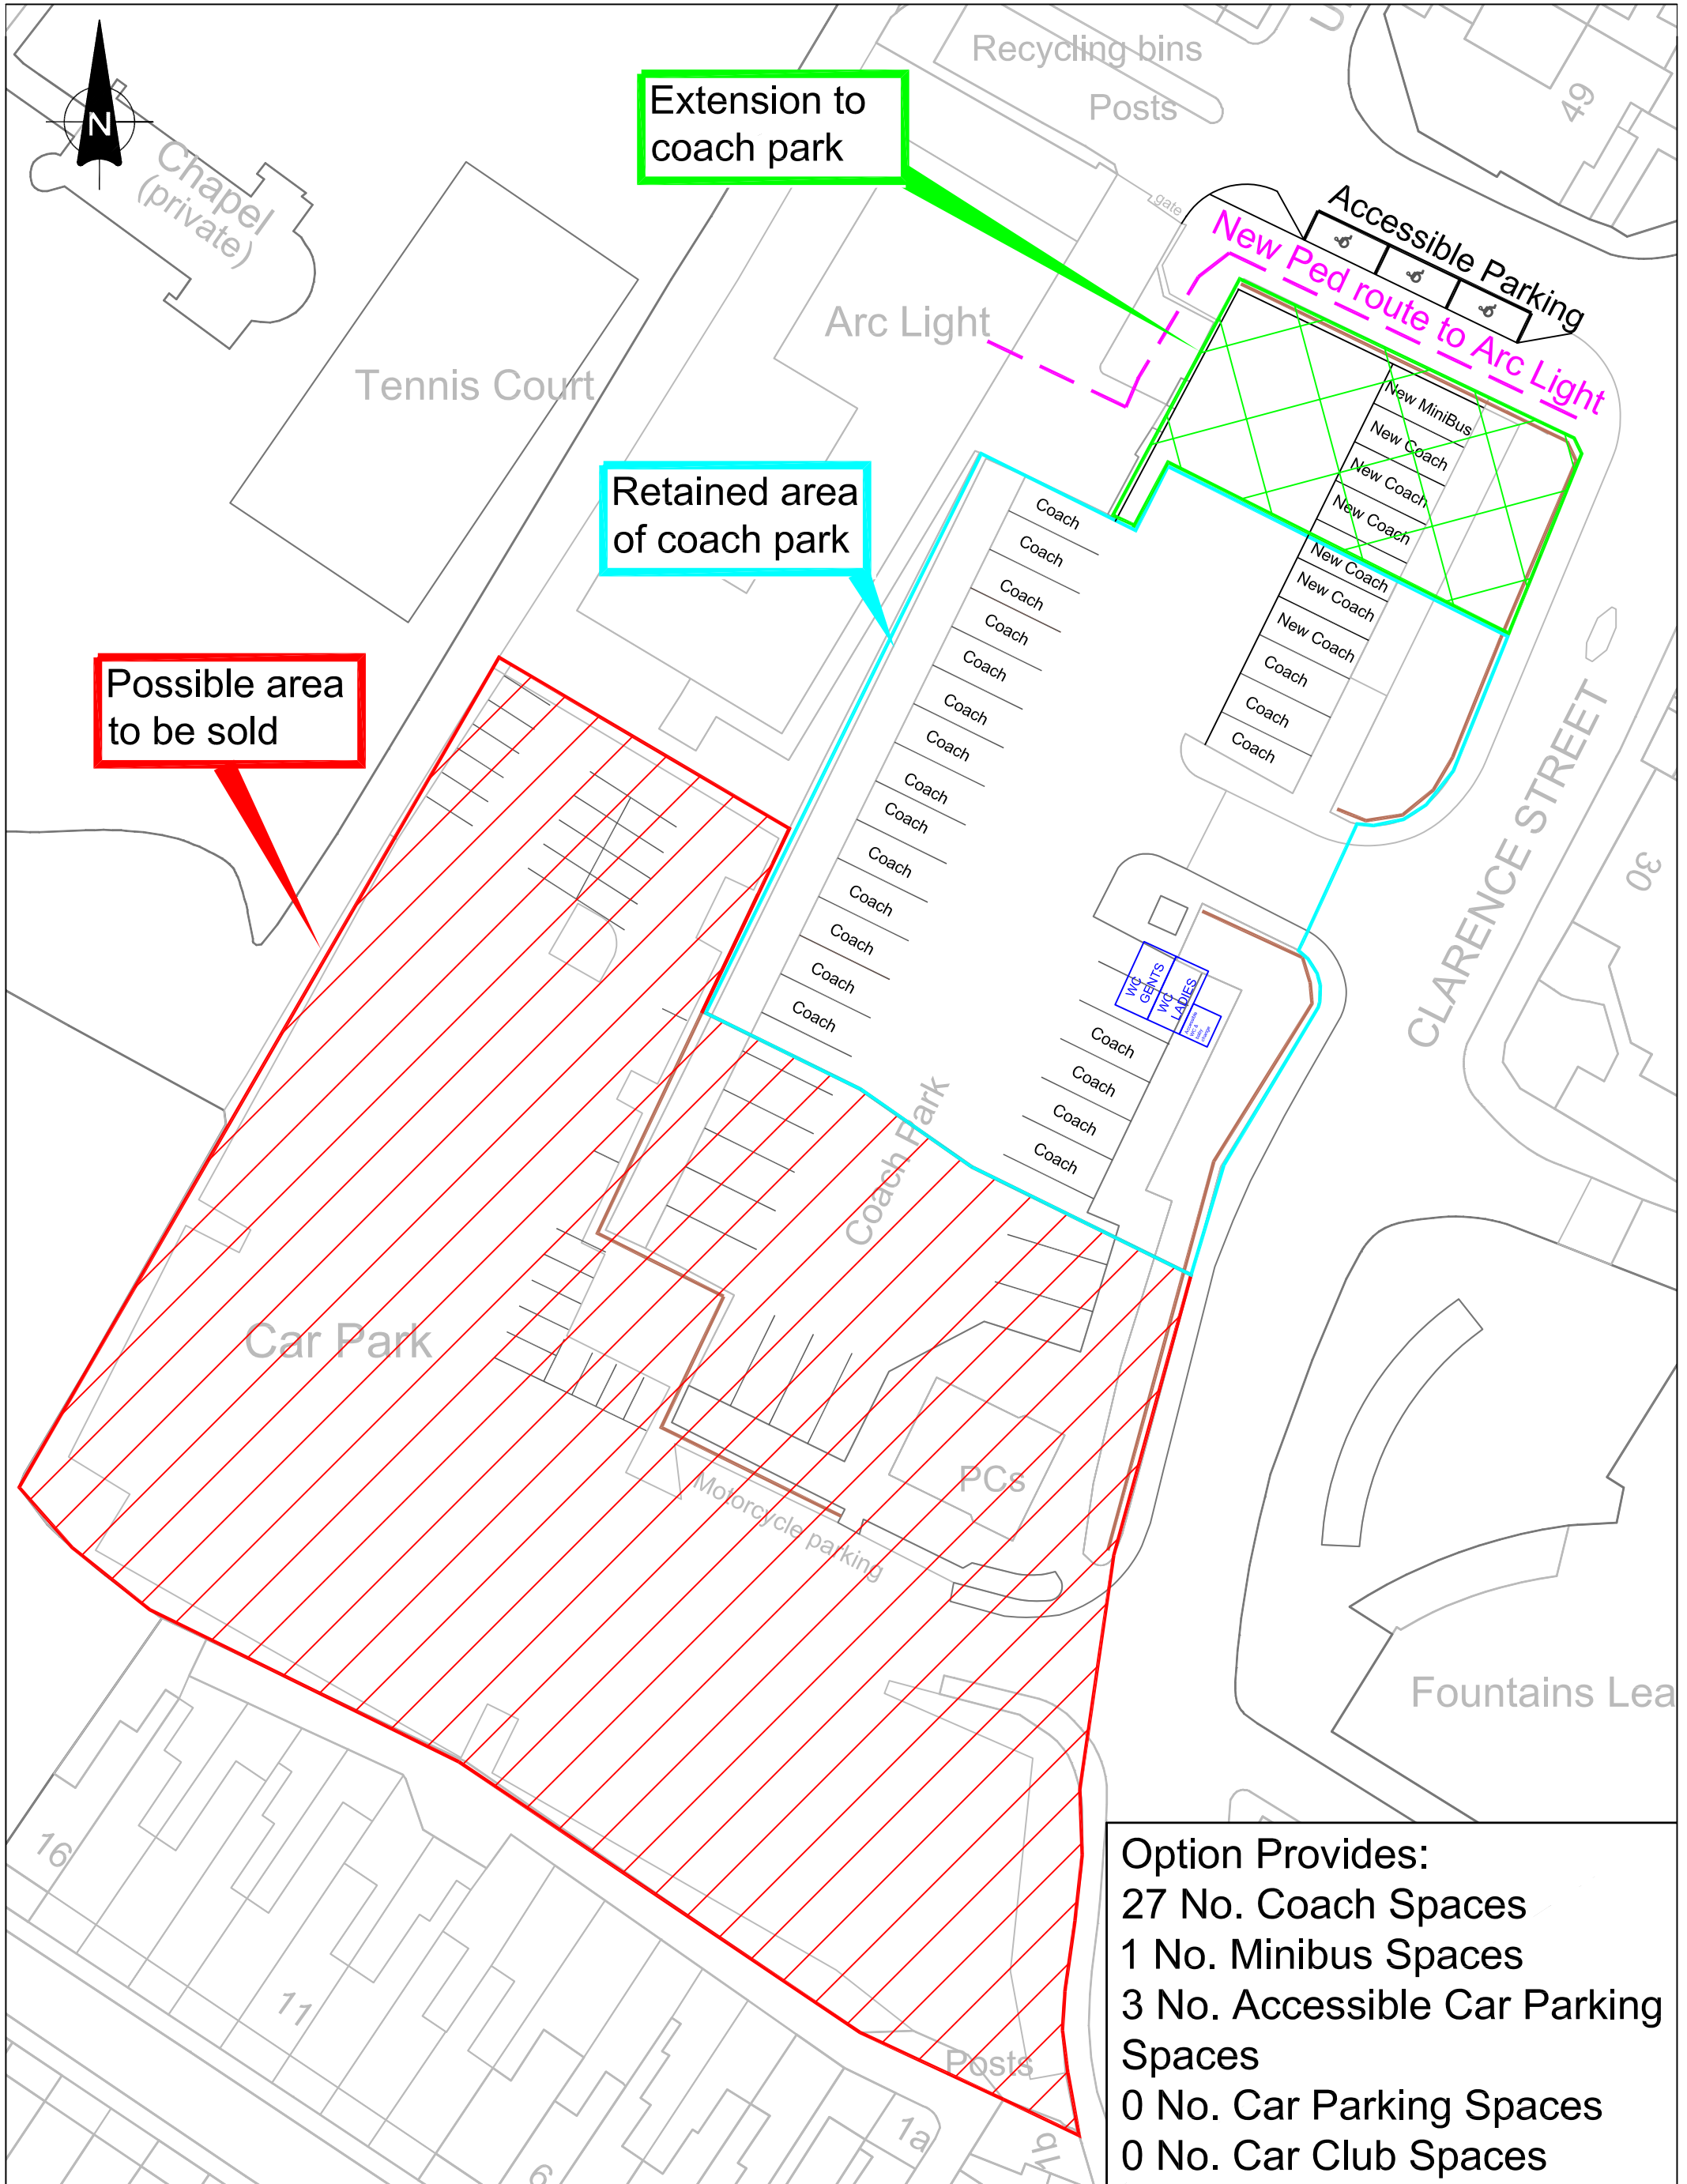 Recycling bins
Posts
49
N
Chapel
(private)
Extension to
coach park
gate
Accessible Parking
New Ped route to Arc Light
Arc Light
Tennis Court
New MiniBus
New Coach
New Coach
New Coach
New Coach
New Coach
New Coach
Coach
Coach
Coach
Retained area
of coach park
Coach
Coach
Coach
Coach
Coach
Coach
Coach
Coach
Coach
Coach
Coach
Coach
Coach
Coach
Possible area
to be sold
CLARENCE STREET
30
WC
GENTS
WC
LADIES
Accessible
WC &
baby
change
Coach
Coach
Coach
Coach
Coach Park
Car Park
PCs
Motorcycle parking
Fountains Lea
16
11
6
1a
Posts
Option Provides:
27 No. Coach Spaces
1 No. Minibus Spaces
3 No. Accessible Car Parking
Spaces
0 No. Car Parking Spaces
0 No. Car Club Spaces